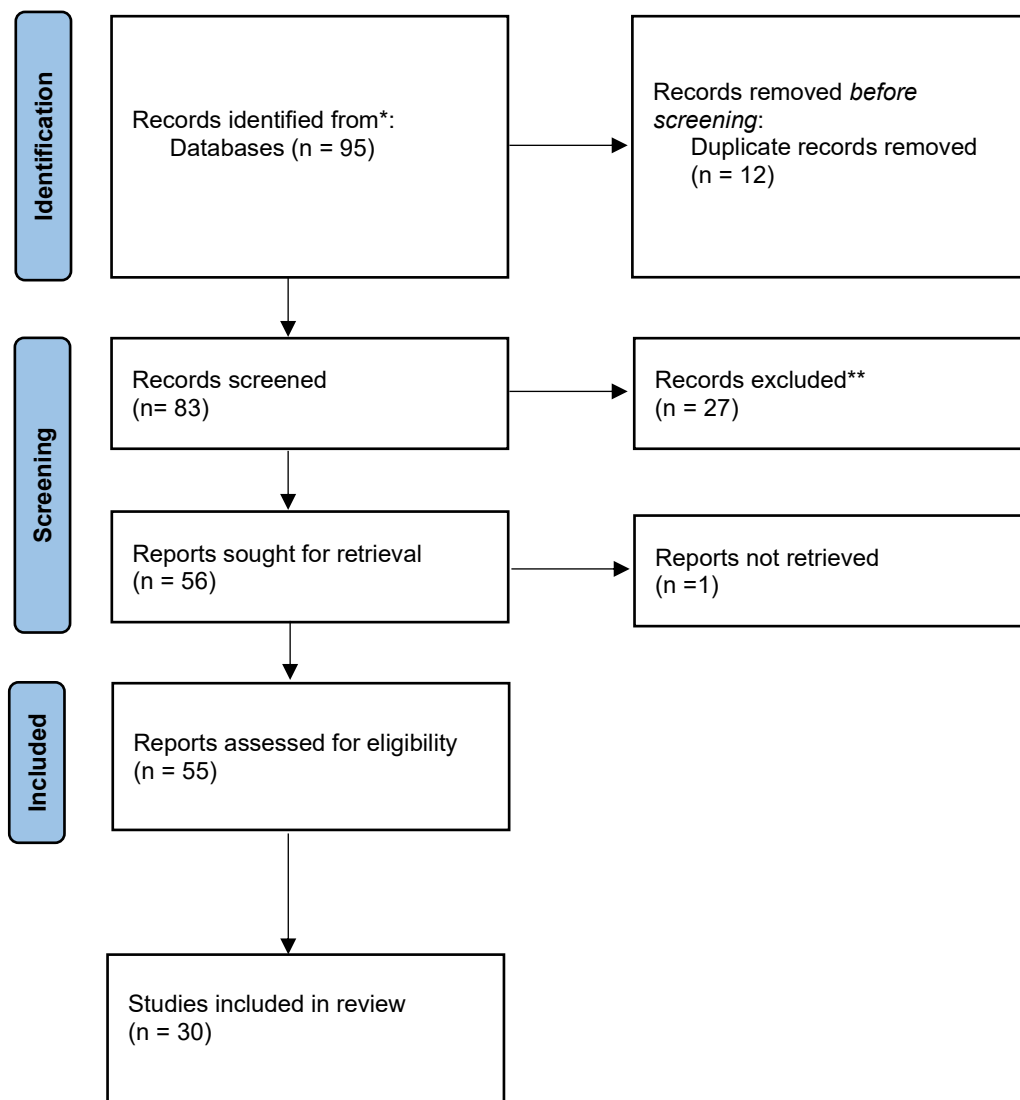 Identification
Records identified from*:
Databases (n = 95)
Records removed before
screening:
Duplicate records removed
(n = 12)
Screening
Records screened
(n= 83)
Records excluded**
(n = 27)
Reports sought for retrieval
(n = 56)
Reports not retrieved
(n =1)
Included
Reports assessed for eligibility
(n = 55)
Studies included in review
(n = 30)